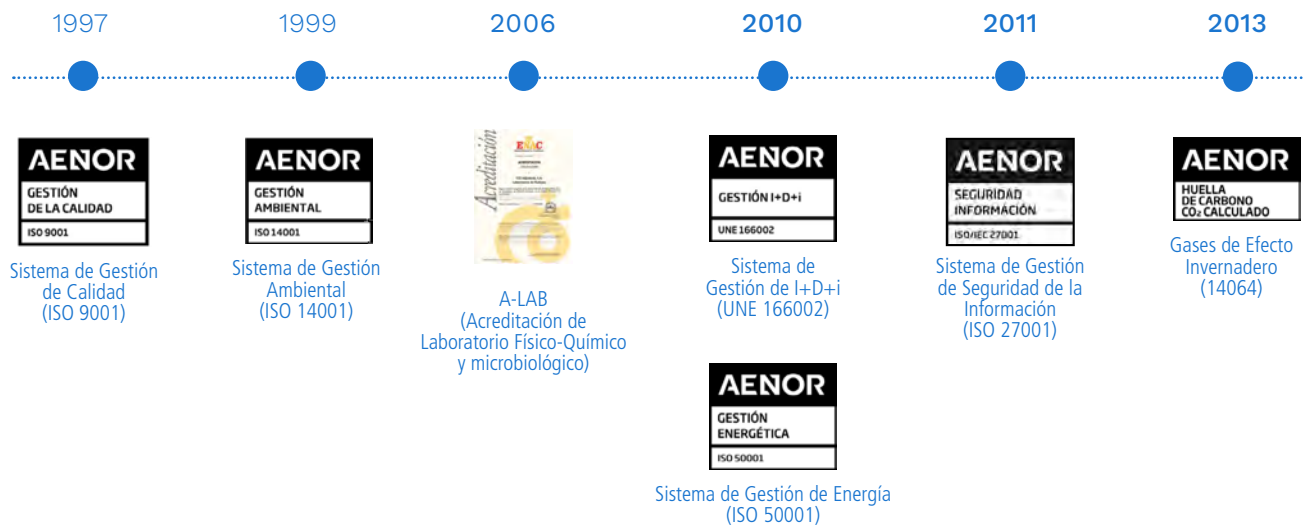 1997
1999
2006
2010
2011
2013
AENOR
GESTIÓN
DE LA CALIDAD
ISO 9001
Sistema de Gestión
de Calidad
(ISO 9001)
AENOR
GESTIÓN
AMBIENTAL
ISO 14001
Sistema de Gestión
Ambiental
(ISO 14001)
Acreditación
ENAC
A-LAB
(Acreditación de
Laboratorio Físico-Químico
y microbiológico)
AENOR
GESTIÓN I+D+i
UNE 166002
Sistema de
Gestión de I+D+i
(UNE 166002)
AENOR
GESTIÓN
ENERGÉTICA
ISO 50001
Sistema de Gestión de Energía
(ISO 50001)
AENOR
SEGURIDAD
INFORMACIÓN
ISO/IEC 27001
Sistema de Gestión
de Seguridad de la
Información
(ISO 27001)
AENOR
HUELLA
DE CARBONO
CO₂ CALCULADO
Gases de Efecto
Invernadero
(14064)